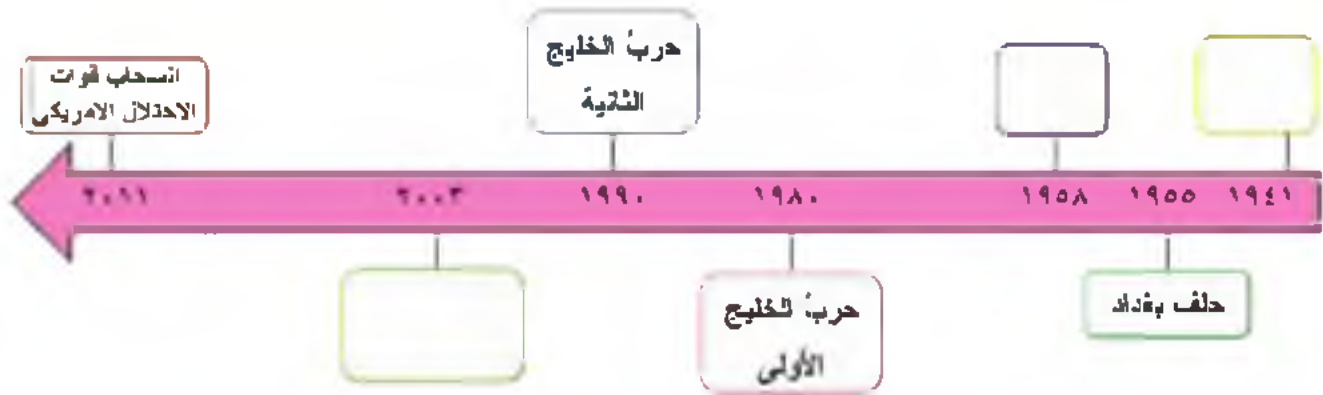 حربُ الخليج
الثانية
انسحاب قوات
الاحتلال الامريكي
١٩٤١
١٩٥٥
١٩٥٨
١٩٨٠
١٩٩٠
٢٠٠٣
٢٠١١
حلف بغداد
حربُ الخليج
الأولى